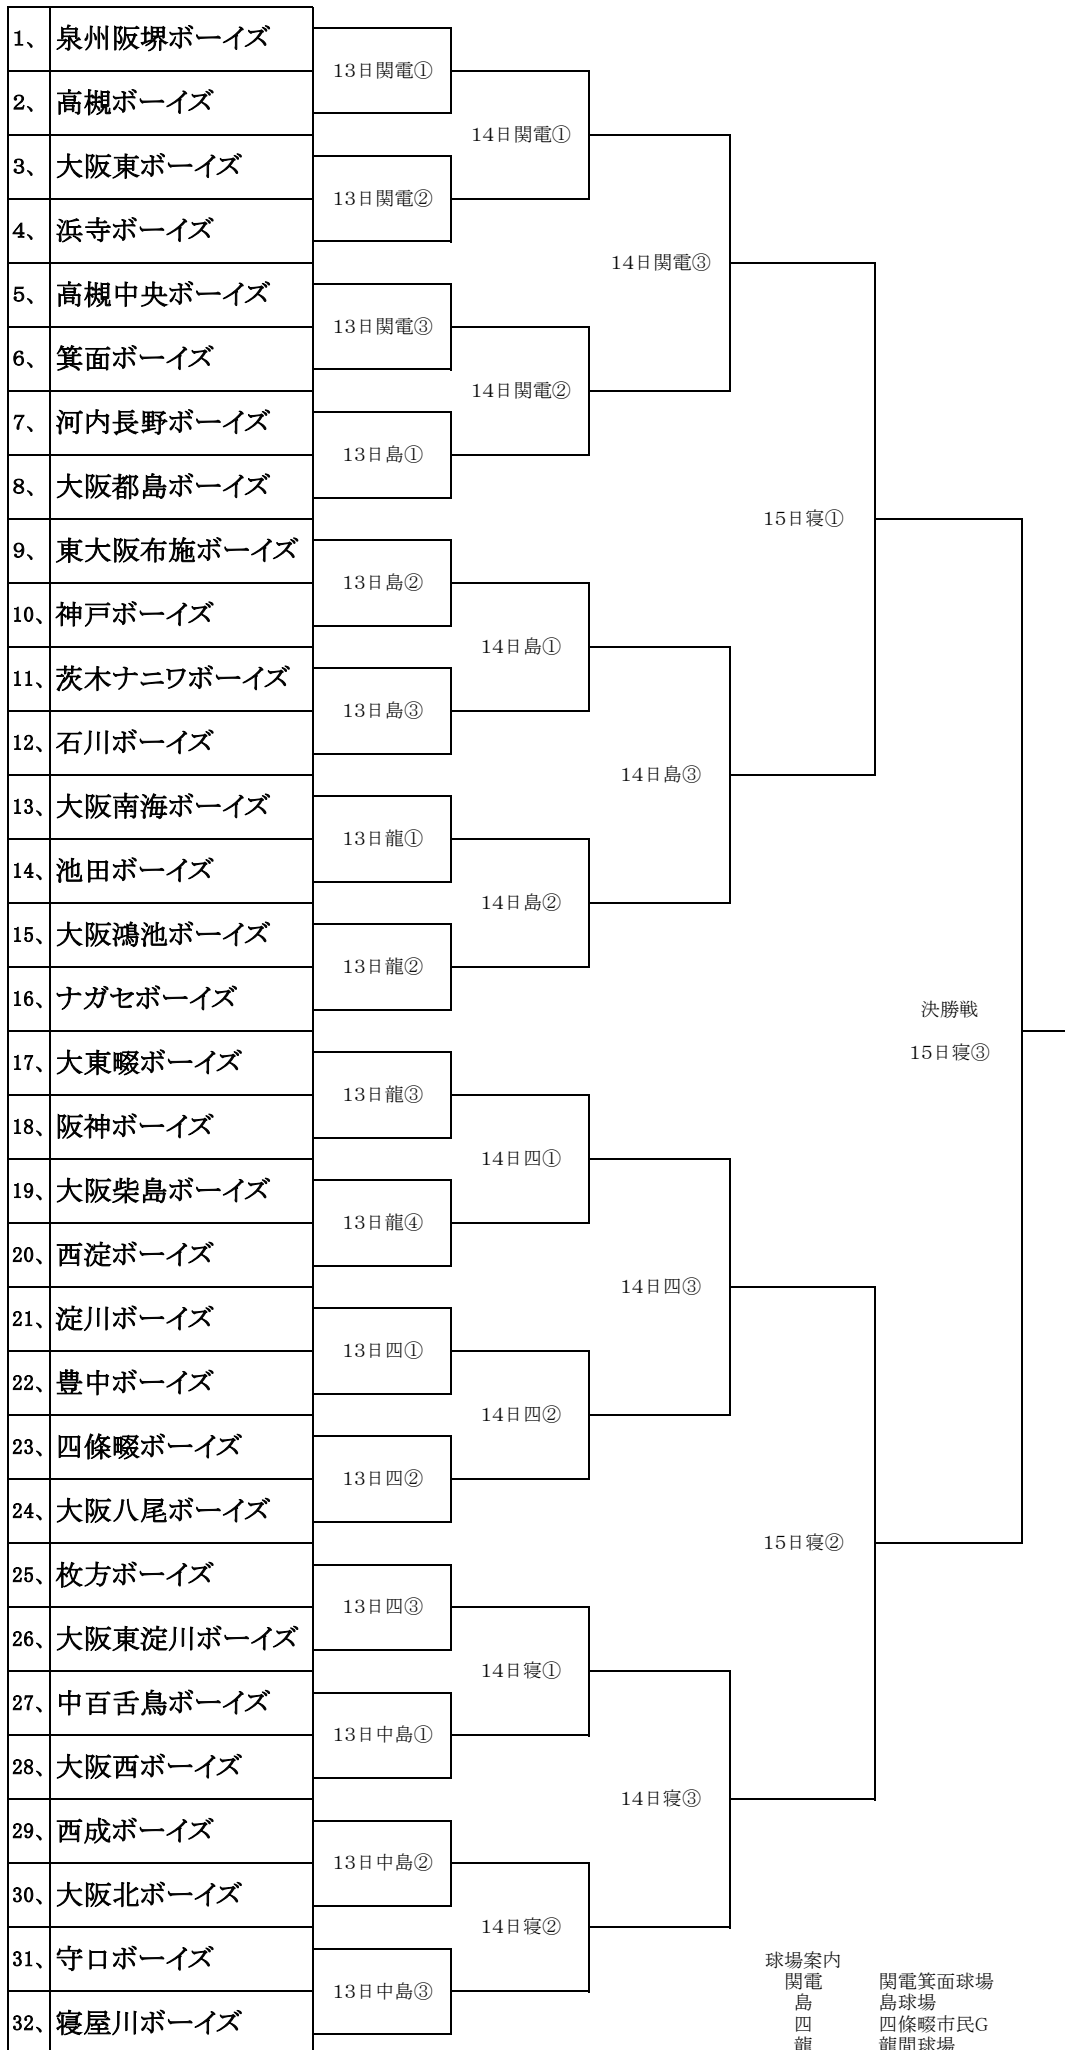 1、 泉州阪堺ボーイズ
13日関電①
2、 高槻ボーイズ
14日関電①
3、 大阪東ボーイズ
13日関電②
4、 浜寺ボーイズ
14日関電③
5、 高槻中央ボーイズ
13日関電③
6、 箕面ボーイズ
14日関電②
7、 河内長野ボーイズ
13日島①
8、 大阪都島ボーイズ
15日寝①
9、 東大阪布施ボーイズ
13日島②
10、 神戸ボーイズ
14日島①
11、 茨木ナニワボーイズ
13日島③
12、 石川ボーイズ
14日島③
13、 大阪南海ボーイズ
13日龍①
14、 池田ボーイズ
14日島②
15、 大阪鴻池ボーイズ
13日龍②
16、 ナガセボーイズ
決勝戦
15日寝③
17、 大東畷ボーイズ
13日龍③
18、 阪神ボーイズ
14日四①
19、 大阪柴島ボーイズ
13日龍④
20、 西淀ボーイズ
14日四③
21、 淀川ボーイズ
13日四①
22、 豊中ボーイズ
14日四②
23、 四條畷ボーイズ
13日四②
24、 大阪八尾ボーイズ
15日寝②
25、 枚方ボーイズ
13日四③
26、 大阪東淀川ボーイズ
14日寝①
27、 中百舌鳥ボーイズ
13日中島①
28、 大阪西ボーイズ
14日寝③
29、 西成ボーイズ
13日中島②
30、 大阪北ボーイズ
14日寝②
31、 守口ボーイズ
13日中島③
32、 寝屋川ボーイズ
球場案内
関電 関電箕面球場
島 島球場
四 四條畷市民G
龍 龍間球場